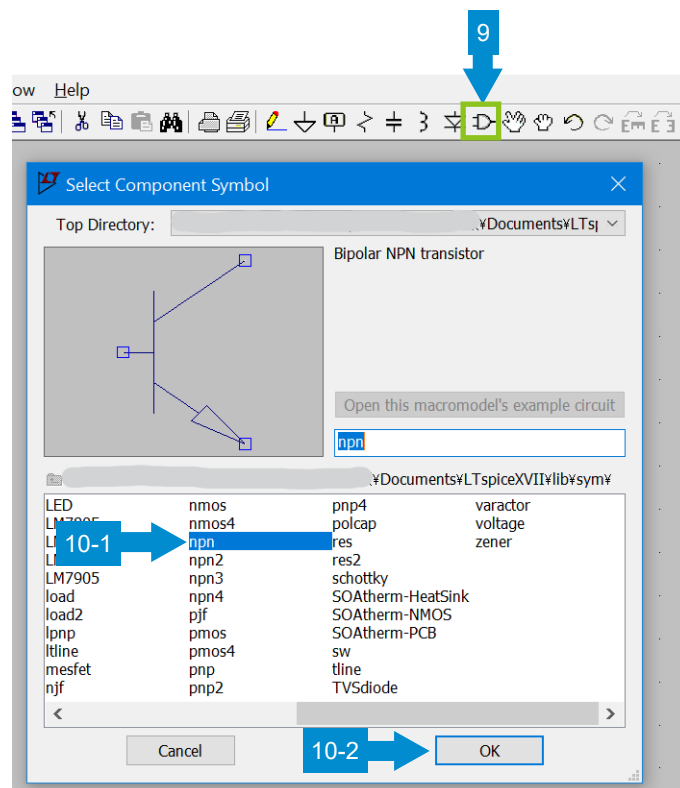 9
ow Help
Select Component Symbol
Top Directory: ¥Documents¥LTs
Bipolar NPN transistor
Open this macromodel's example circuit
npn
¥Documents¥LTspiceXVII¥lib¥sym¥
LED nmos pnp4 varactor
LM7805 nmos4 polcap voltage
10-1 npn res zener
npn2 res2
LM7905 npn3 schottky
load npn4 SOAtherm-HeatSink
load2 pjf SOAtherm-NMOS
lpnp pmos SOAtherm-PCB
ltline pmos4 sw
mesfet pnp tline
njf pnp2 TVSdiode
Cancel 10-2 OK